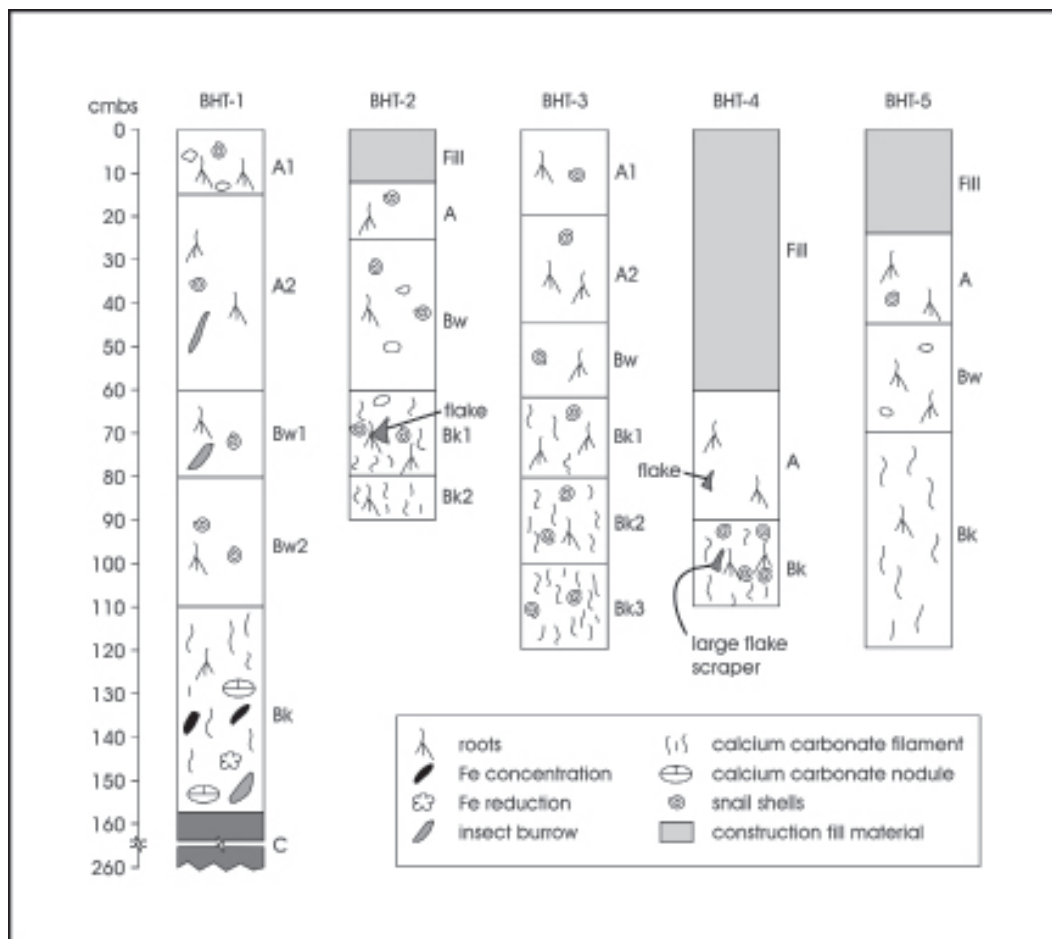 cmbs
0
10
20
30
40
50
60
70
80
90
100
110
120
130
140
150
160
260
BHT-1
A1
A2
Bw1
Bw2
Bk
C
BHT-2
Fill
A
Bw
flake
Bk1
Bk2
BHT-3
A1
A2
Bw
Bk1
Bk2
Bk3
BHT-4
Fill
flake
A
Bk
large flake
scraper
BHT-5
Fill
A
Bw
Bk
roots
Fe concentration
Fe reduction
insect burrow
calcium carbonate filament
calcium carbonate nodule
snail shells
construction fill material